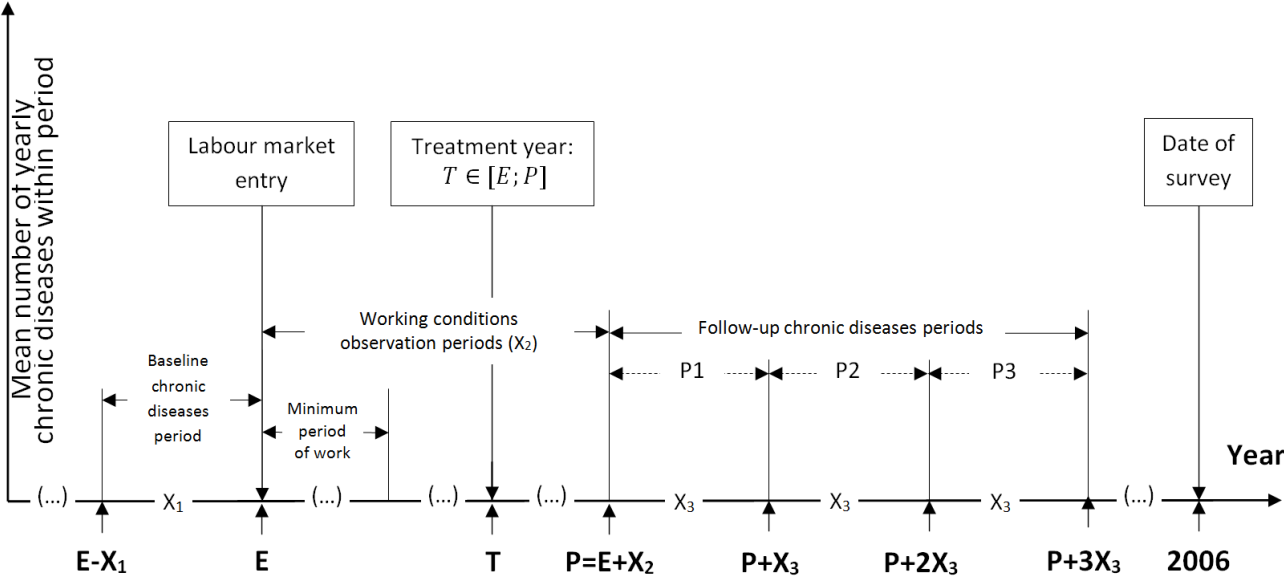 Mean number of yearly
chronic diseases within period
Labour market
entry
Treatment year:
T ∈ [E ; P]
Date of
survey
Working conditions
observation periods (X₂)
Follow-up chronic diseases periods
Baseline
chronic
diseases
period
Minimum
period
of work
P1
P2
P3
Year
(...)
X₁
(...)
(...)
(...)
X₃
X₃
X₃
(...)
E-X₁
E
T
P=E+X₂
P+X₃
P+2X₃
P+3X₃
2006